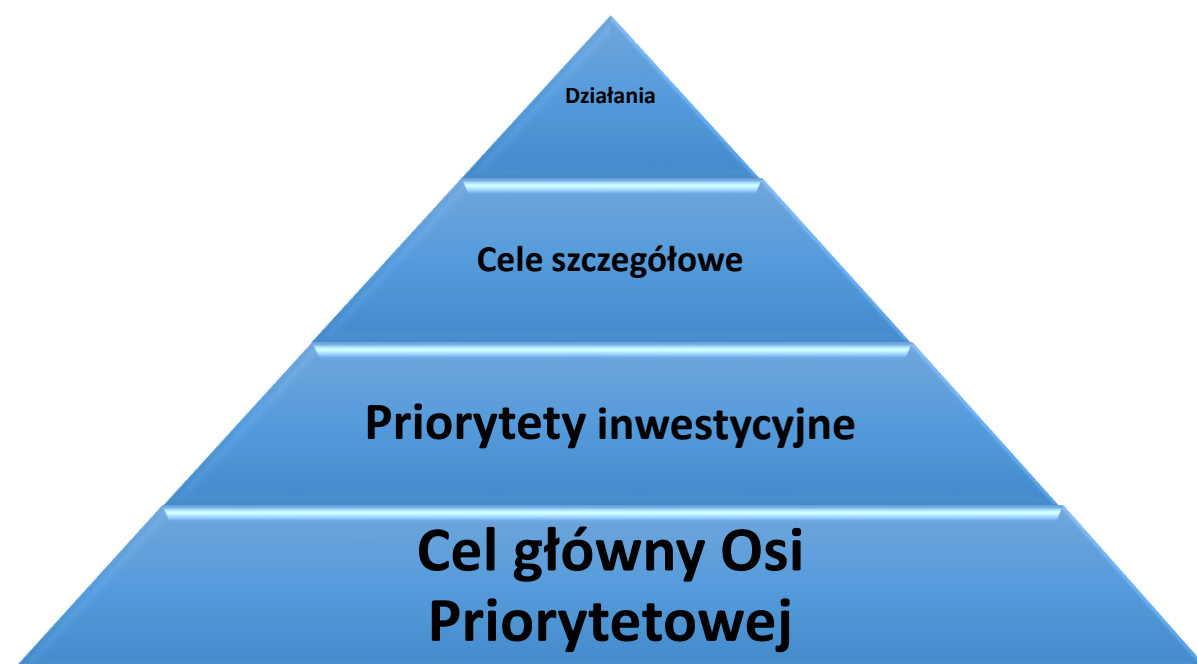 Działania
Cele szczegółowe
Priorytety inwestycyjne
Cel główny Osi
Priorytetowej